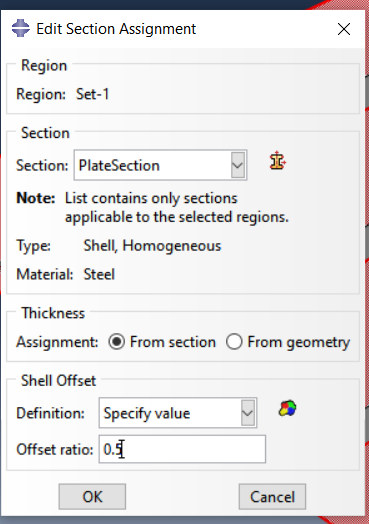 Edit Section Assignment
Region
Region: Set-1
Section
Section: PlateSection
Note: List contains only sections
applicable to the selected regions.
Type: Shell, Homogeneous
Material: Steel
Thickness
Assignment: From section From geometry
Shell Offset
Definition: Specify value
Offset ratio: 0.5
OK Cancel